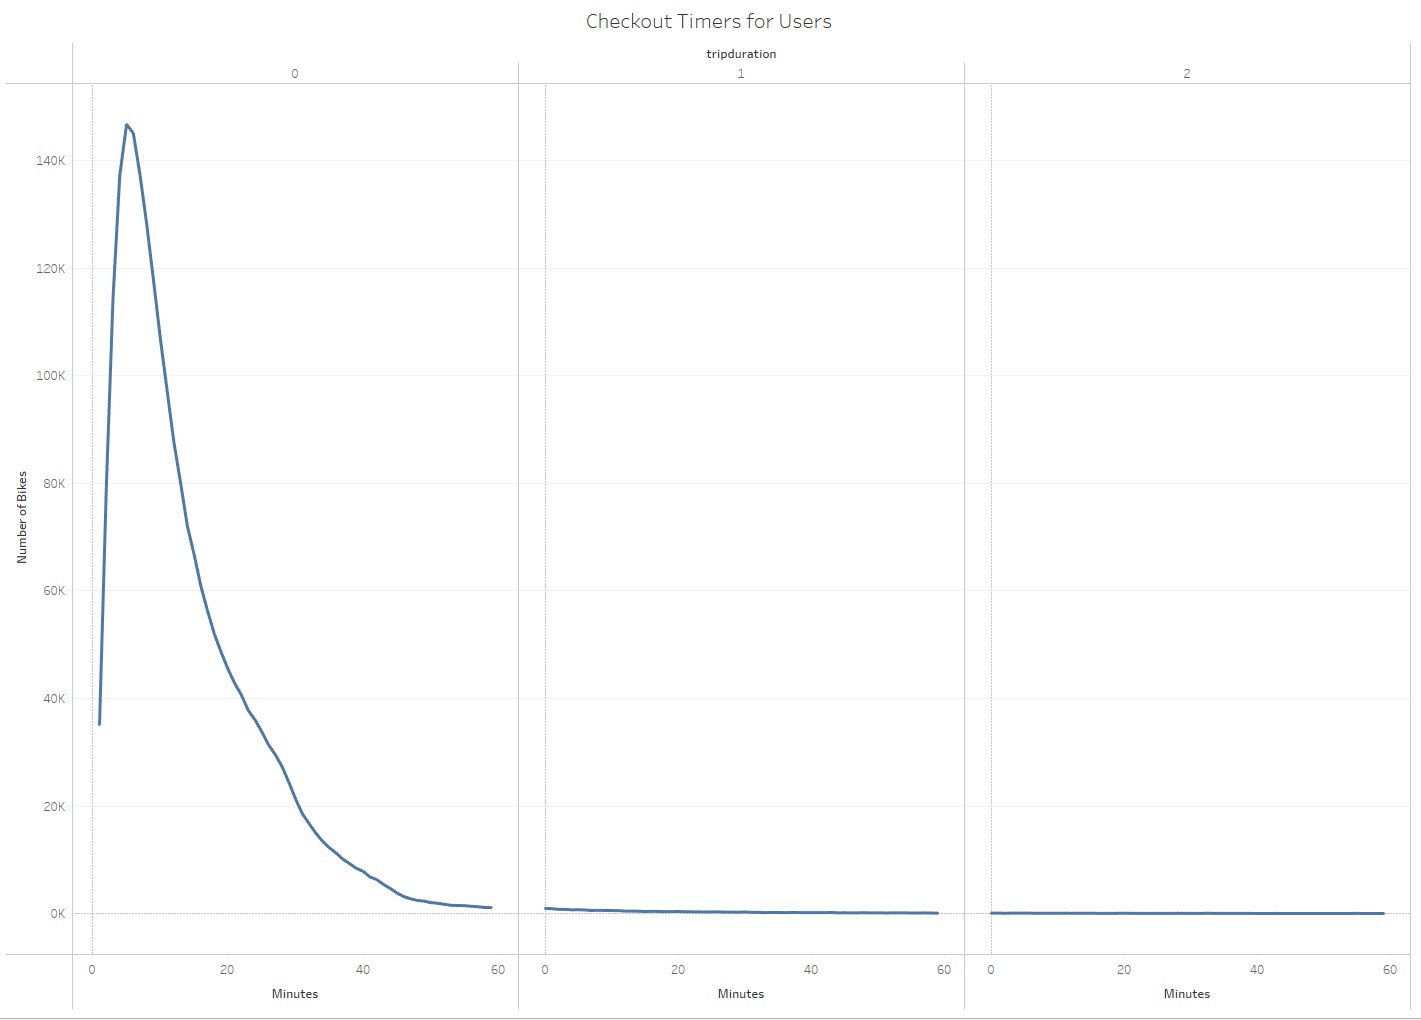 Checkout Timers for Users
tripduration
0 1 2
140K
120K
100K
80K
60K
40K
20K
0K
Number of Bikes
0 20 40 60 0 20 40 60 0 20 40 60
Minutes Minutes Minutes